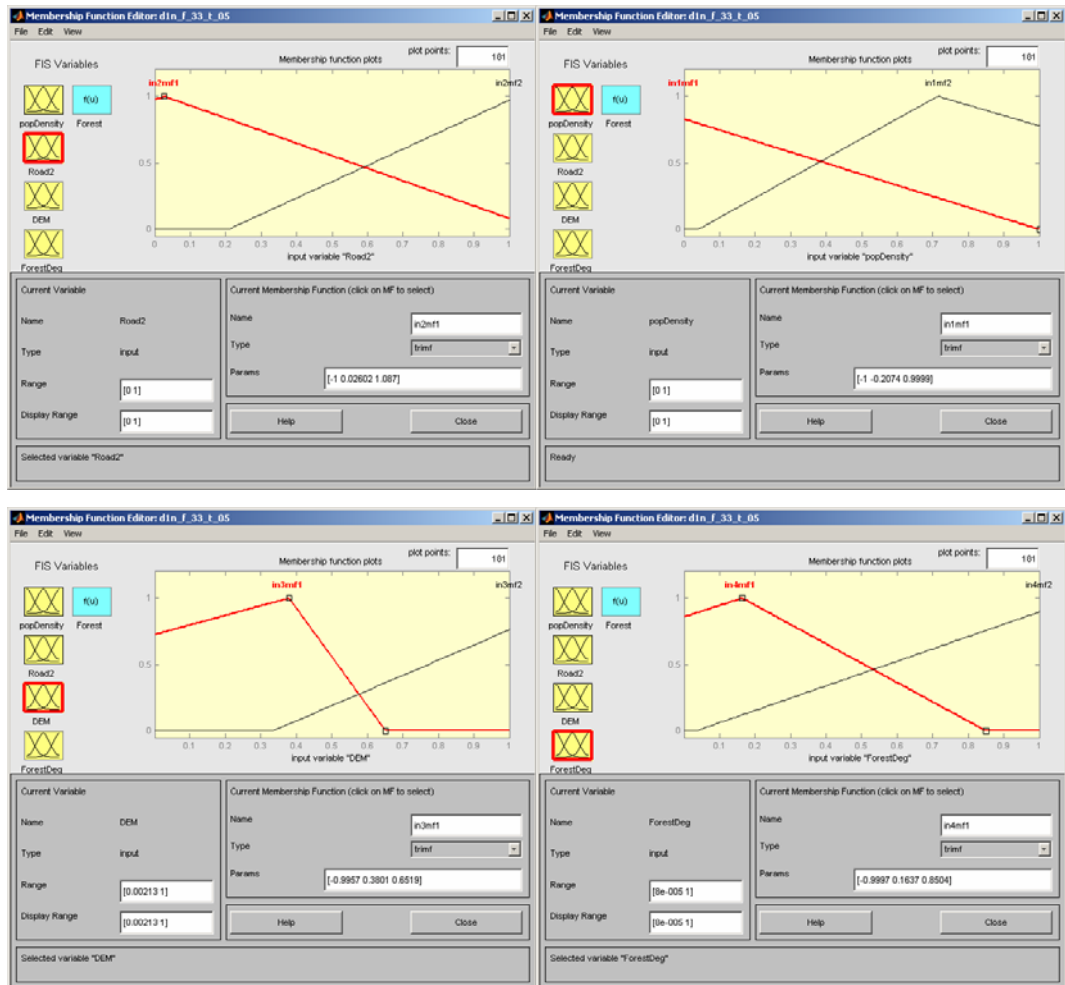 Membership Function Editor: d1n_f_33_t_05
File Edit View
FIS Variables
plot points: 101
Membership function plots
in2mf1 in2mf2
f(u)
popDensity Forest
Road2
DEM
ForestDeg
1
0.5
0
0 0.1 0.2 0.3 0.4 0.5 0.6 0.7 0.8 0.9 1
input variable "Road2"
Current Variable
Name Road2
Type input
Range [0 1]
Display Range [0 1]
Current Membership Function (click on MF to select)
Name in2mf1
Type trimf
Params [-1 0.02602 1.087]
Help Close
Selected variable "Road2"
Membership Function Editor: d1n_f_33_t_05
File Edit View
FIS Variables
plot points: 101
Membership function plots
in1mf1 in1mf2
f(u)
popDensity Forest
Road2
DEM
ForestDeg
1
0.5
0
0 0.1 0.2 0.3 0.4 0.5 0.6 0.7 0.8 0.9 1
input variable "popDensity"
Current Variable
Name popDensity
Type input
Range [0 1]
Display Range [0 1]
Current Membership Function (click on MF to select)
Name in1mf1
Type trimf
Params [-1 -0.2074 0.9999]
Help Close
Ready
Membership Function Editor: d1n_f_33_t_05
File Edit View
FIS Variables
plot points: 101
Membership function plots
in3mf1 in3mf2
f(u)
popDensity Forest
Road2
DEM
ForestDeg
1
0.5
0
0.1 0.2 0.3 0.4 0.5 0.6 0.7 0.8 0.9 1
input variable "DEM"
Current Variable
Name DEM
Type input
Range [0.00213 1]
Display Range [0.00213 1]
Current Membership Function (click on MF to select)
Name in3mf1
Type trimf
Params [-0.9957 0.3801 0.6519]
Help Close
Selected variable "DEM"
Membership Function Editor: d1n_f_33_t_05
File Edit View
FIS Variables
plot points: 101
Membership function plots
in4mf1 in4mf2
f(u)
popDensity Forest
Road2
DEM
ForestDeg
1
0.5
0
0.1 0.2 0.3 0.4 0.5 0.6 0.7 0.8 0.9 1
input variable "ForestDeg"
Current Variable
Name ForestDeg
Type input
Range [8e-005 1]
Display Range [8e-005 1]
Current Membership Function (click on MF to select)
Name in4mf1
Type trimf
Params [-0.9997 0.1637 0.8504]
Help Close
Selected variable "ForestDeg"